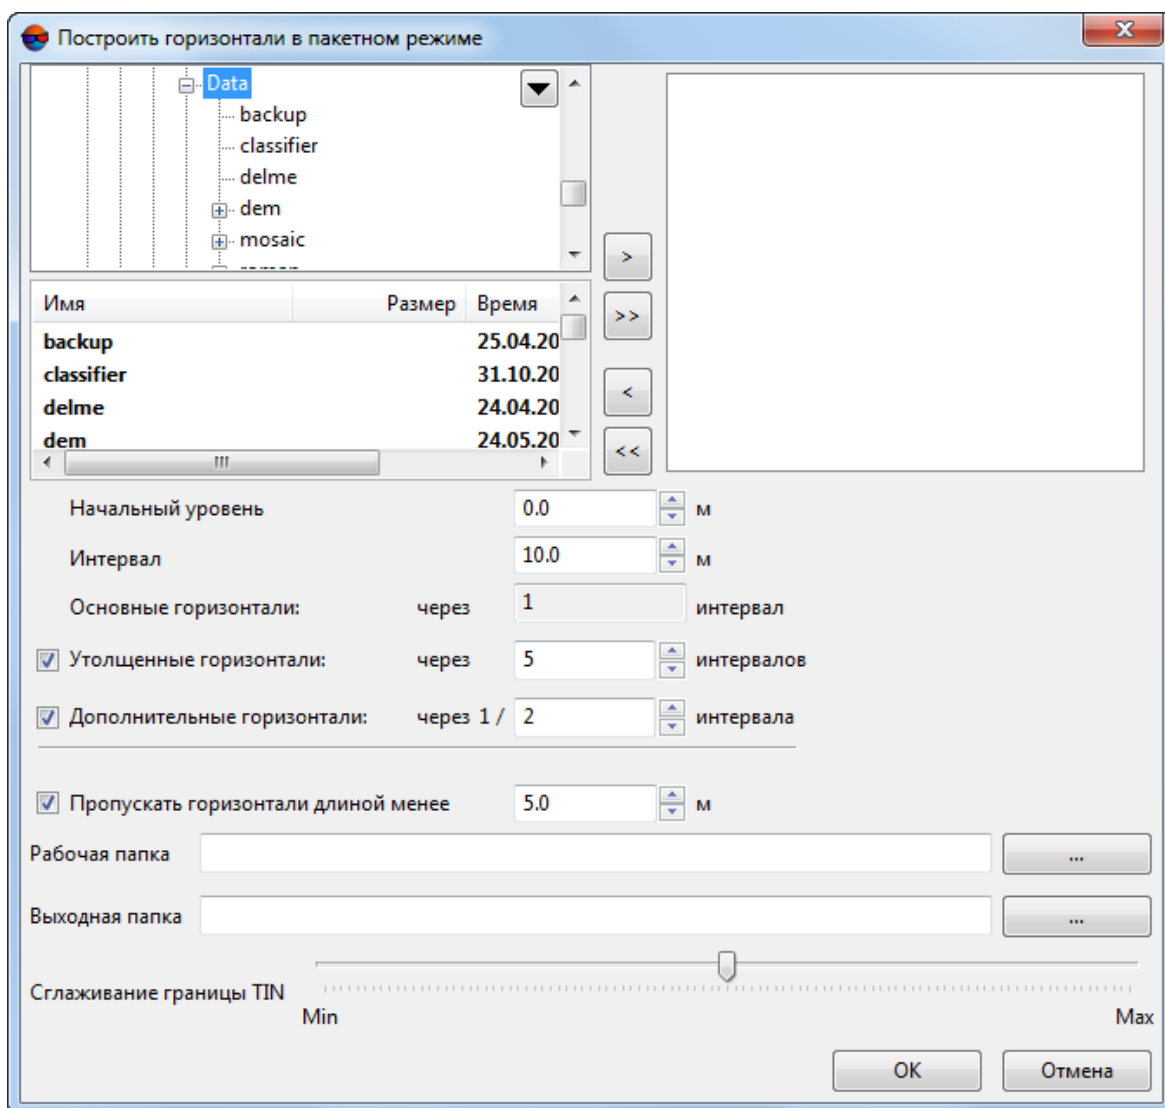 Построить горизонтали в пакетном режиме
Data
backup
classifier
delme
dem
mosaic
Имя Размер Время
backup 25.04.20
classifier 31.10.20
delme 24.04.20
dem 24.05.20
>
>>
<
<<
Начальный уровень 0.0 м
Интервал 10.0 м
Основные горизонтали: через 1 интервал
Утолщенные горизонтали: через 5 интервалов
Дополнительные горизонтали: через 1 / 2 интервала
Пропускать горизонтали длиной менее 5.0 м
Рабочая папка ...
Выходная папка ...
Сглаживание границы TIN
Min Max
OK Отмена